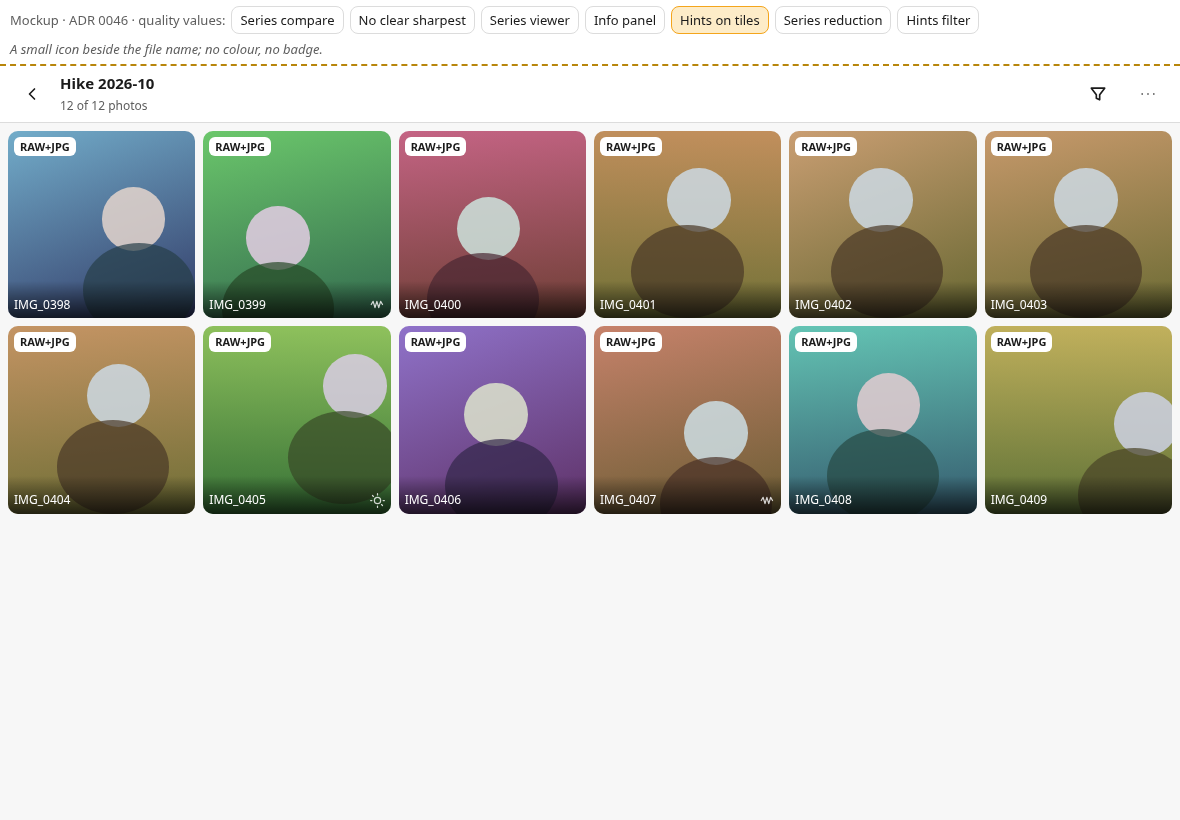 Mockup · ADR 0046 · quality values: Series compare No clear sharpest Series viewer Info panel Hints on tiles Series reduction Hints filter
A small icon beside the file name; no colour, no badge.
Hike 2026-10
12 of 12 photos
RAW+JPG RAW+JPG RAW+JPG RAW+JPG RAW+JPG RAW+JPG
IMG_0398 IMG_0399 IMG_0400 IMG_0401 IMG_0402 IMG_0403
RAW+JPG RAW+JPG RAW+JPG RAW+JPG RAW+JPG RAW+JPG
IMG_0404 IMG_0405 IMG_0406 IMG_0407 IMG_0408 IMG_0409